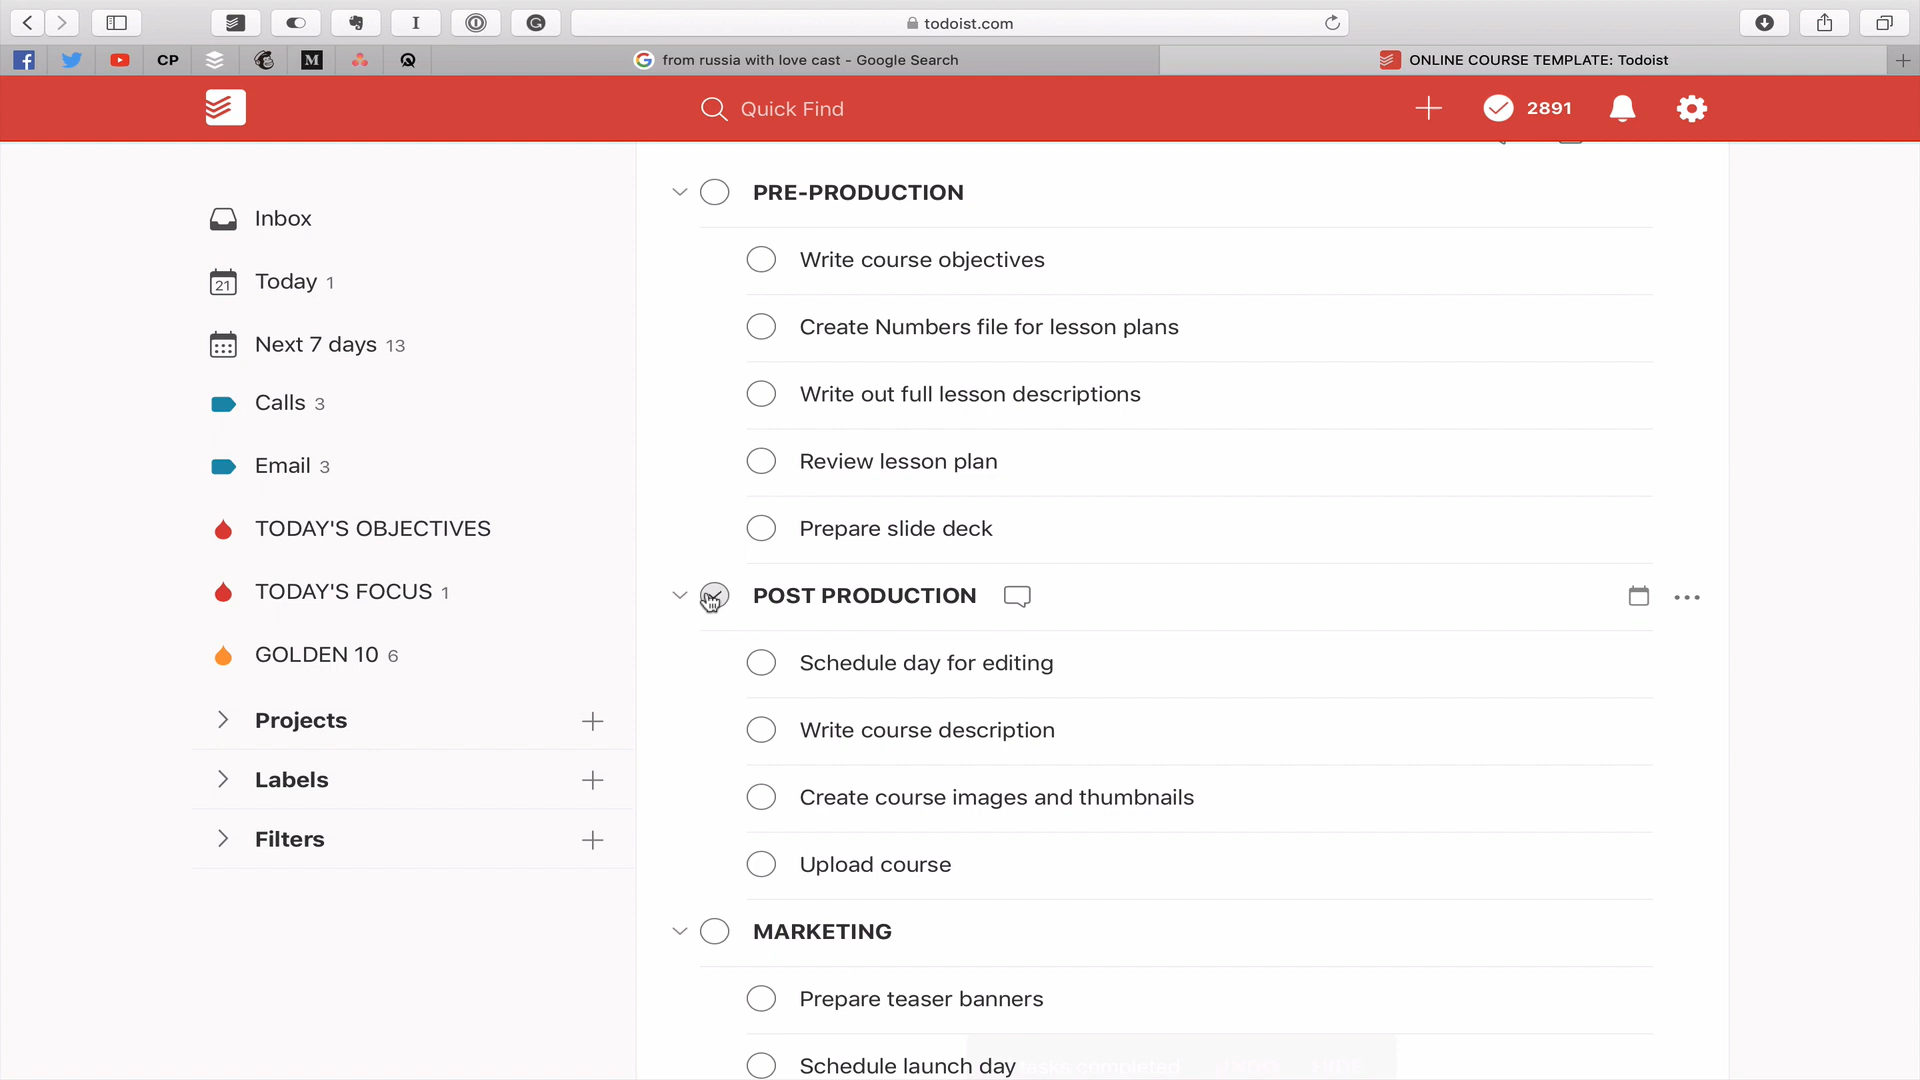 todoist.com
CP
M
from russia with love cast - Google Search
ONLINE COURSE TEMPLATE: Todoist
Quick Find
2891
Inbox
21
Today 1
Next 7 days 13
Calls 3
Email 3
TODAY'S OBJECTIVES
TODAY'S FOCUS 1
GOLDEN 10 6
Projects
Labels
Filters
PRE-PRODUCTION
Write course objectives
Create Numbers file for lesson plans
Write out full lesson descriptions
Review lesson plan
Prepare slide deck
POST PRODUCTION
Schedule day for editing
Write course description
Create course images and thumbnails
Upload course
MARKETING
Prepare teaser banners
Schedule launch day
tasks completed